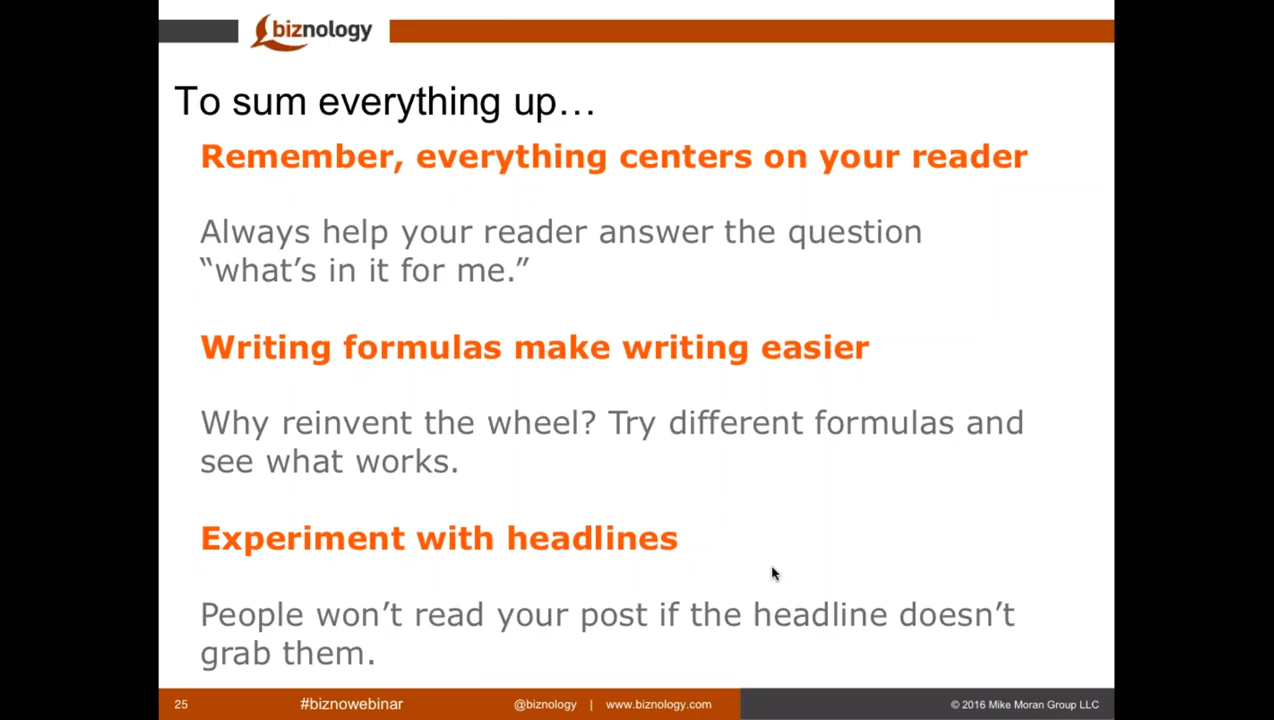 biznology
To sum everything up…
Remember, everything centers on your reader
Always help your reader answer the question
“what’s in it for me.”
Writing formulas make writing easier
Why reinvent the wheel? Try different formulas and
see what works.
Experiment with headlines
People won’t read your post if the headline doesn’t
grab them.
25 #biznowebinar @biznology | www.biznology.com © 2016 Mike Moran Group LLC